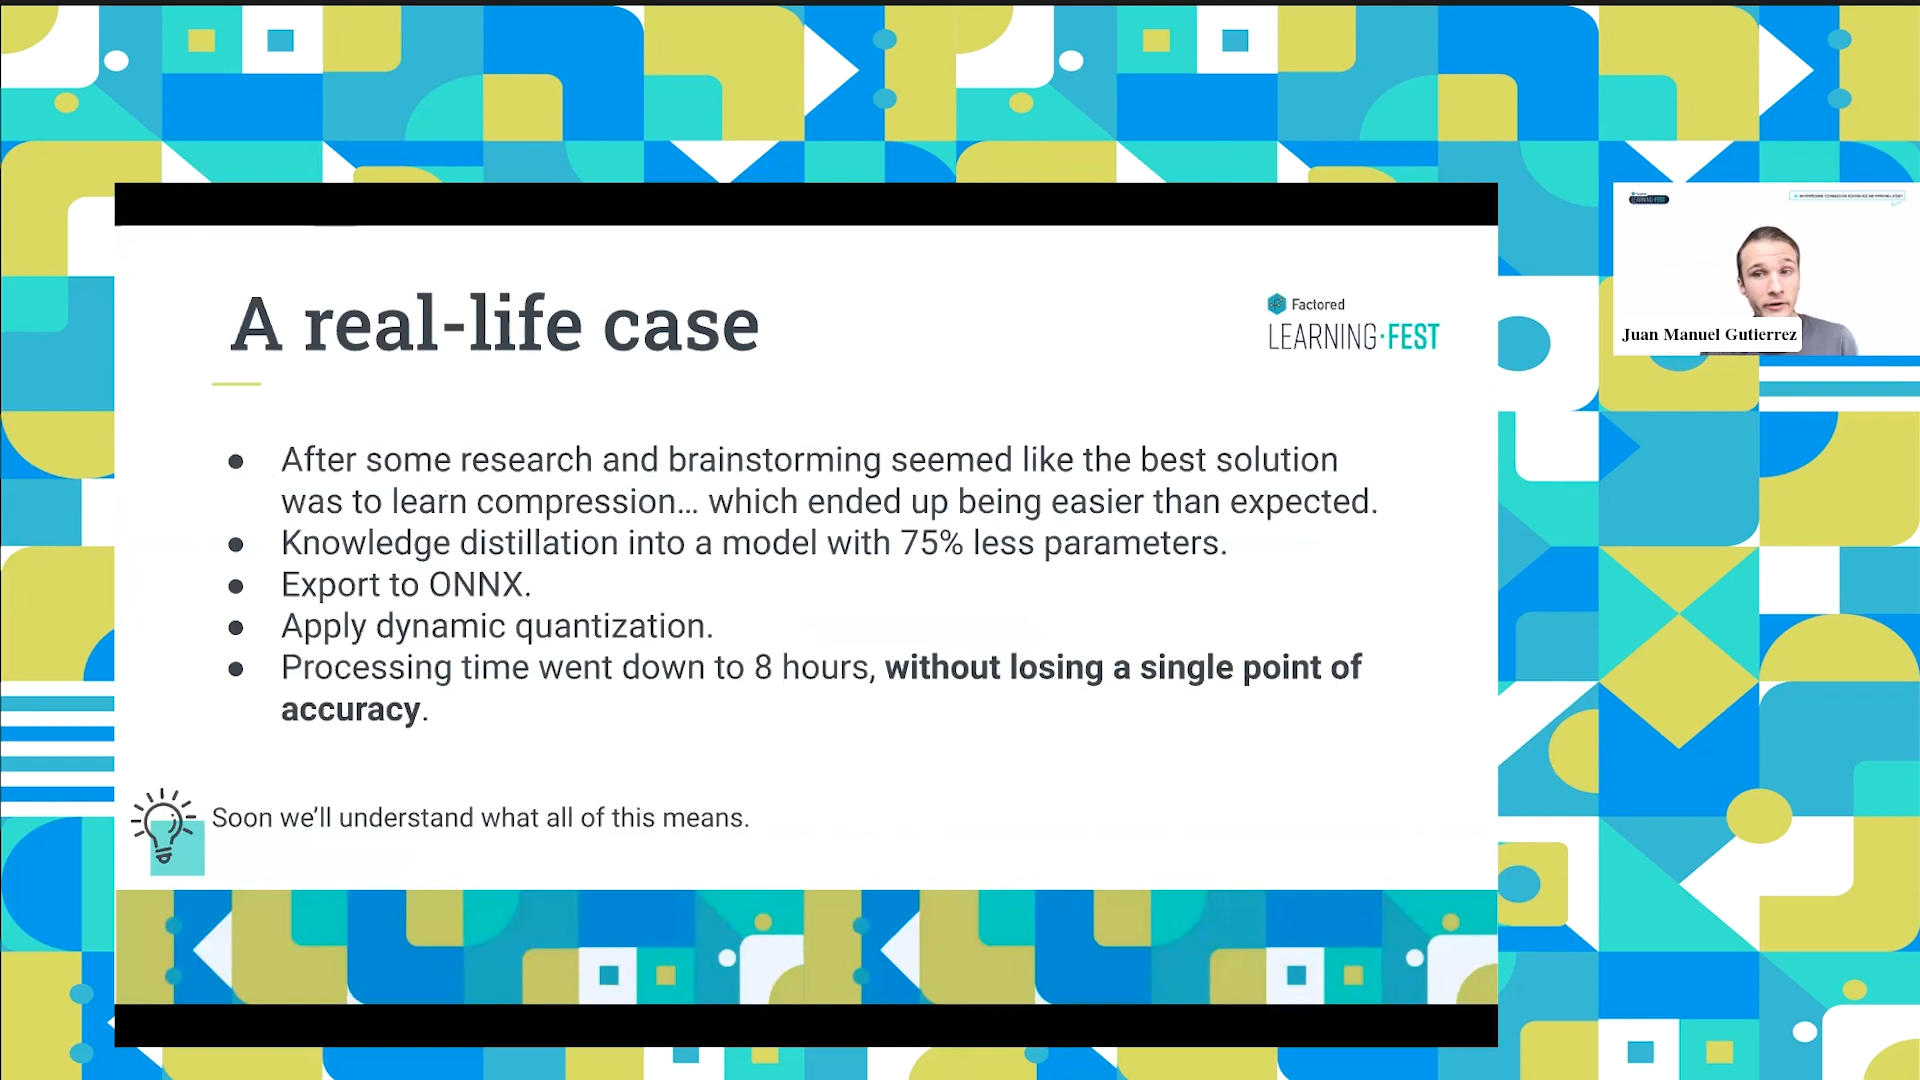 A real-life case
Factored
LEARNING·FEST
● After some research and brainstorming seemed like the best solution
was to learn compression... which ended up being easier than expected.
● Knowledge distillation into a model with 75% less parameters.
● Export to ONNX.
● Apply dynamic quantization.
● Processing time went down to 8 hours, without losing a single point of
accuracy.
Soon we'll understand what all of this means.
LEARNING·FEST
Juan Manuel Gutierrez